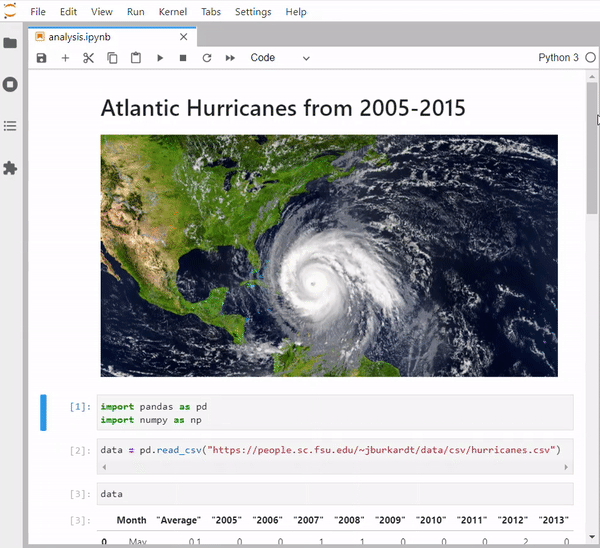 File Edit View Run Kernel Tabs Settings Help
analysis.ipynb
Code Python 3
Atlantic Hurricanes from 2005-2015
[1]: import pandas as pd
import numpy as np
[2]: data = pd.read_csv("https://people.sc.fsu.edu/~jburkardt/data/csv/hurricanes.csv")
[3]: data
[3]: Month "Average" "2005" "2006" "2007" "2008" "2009" "2010" "2011" "2012" "2013"
0 May 0.1 0 0 1 1 0 0 0 2 0